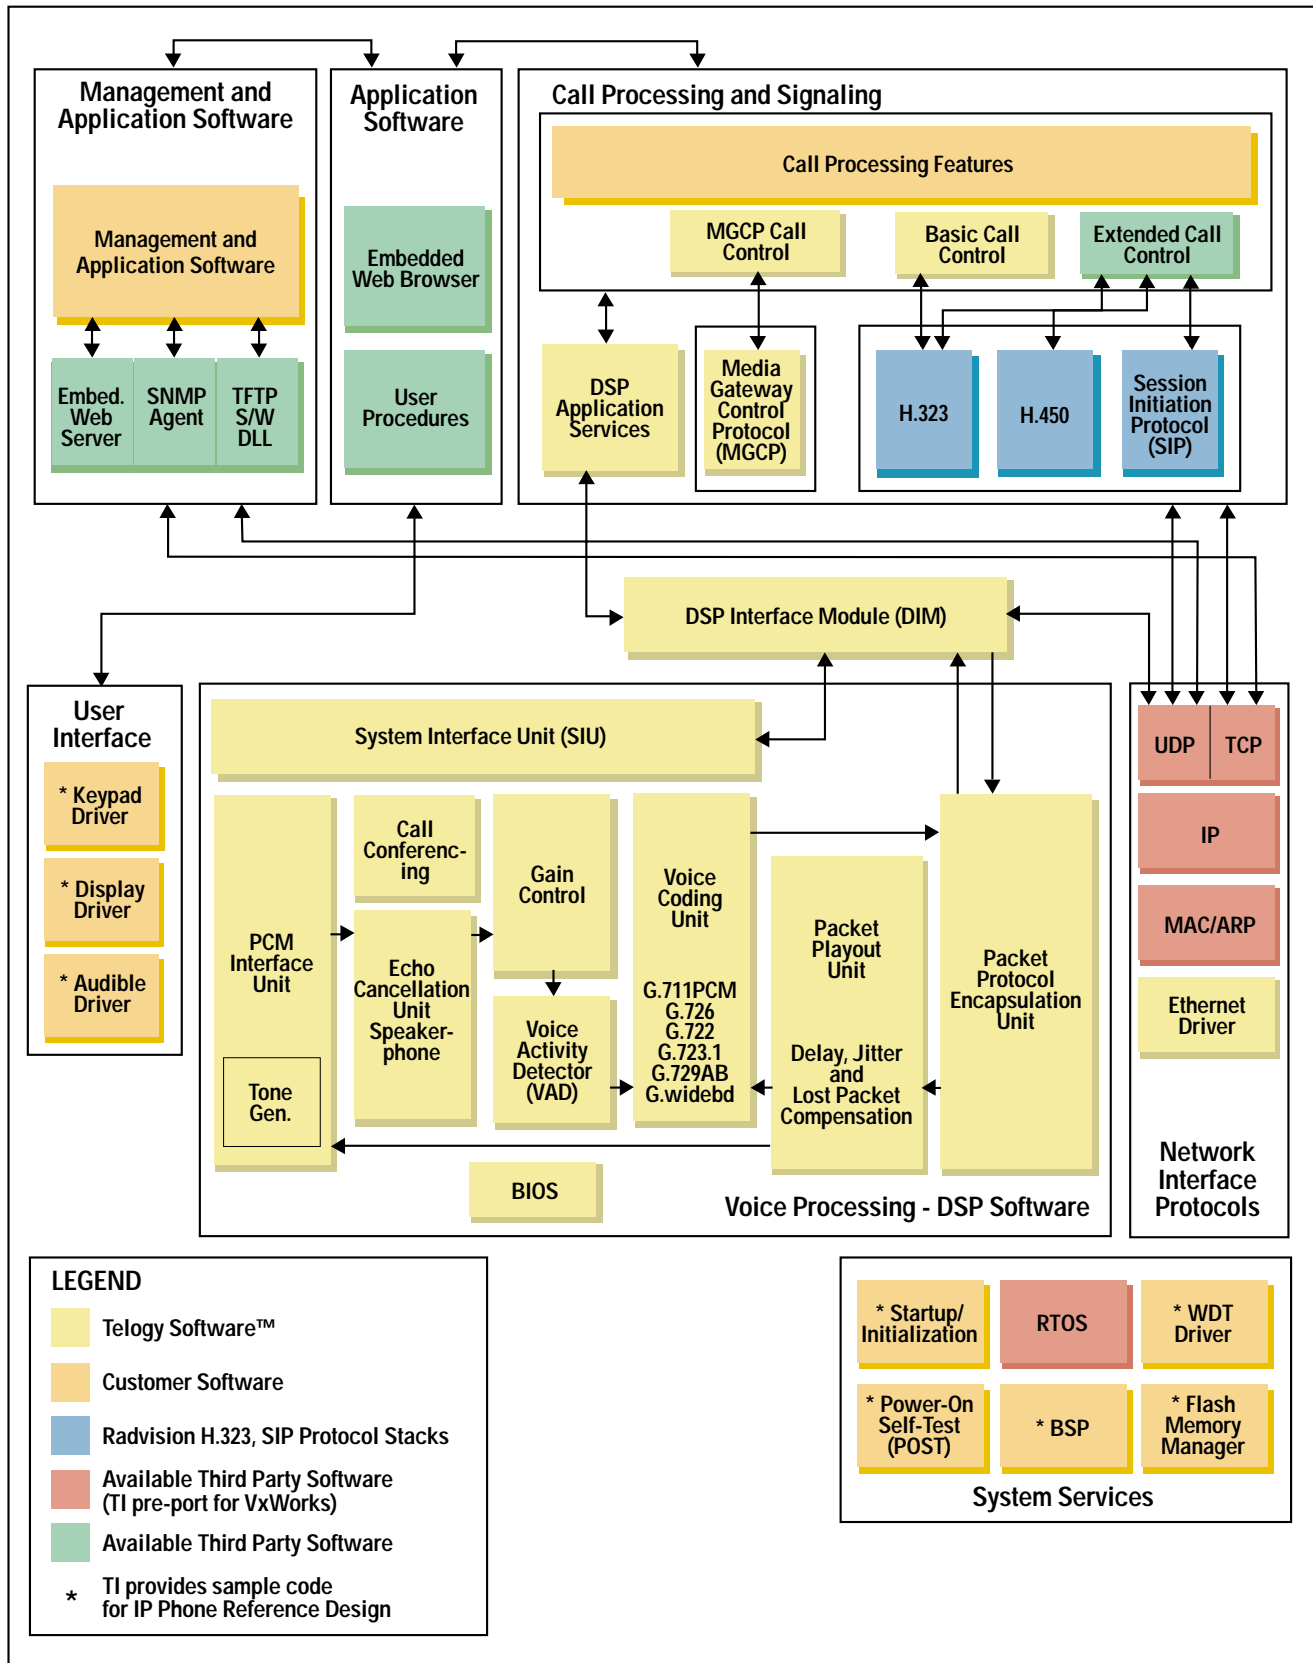 Management and
Application Software
Management and
Application Software
Embed.
Web
Server
SNMP
Agent
TFTP
S/W
DLL
Application
Software
Embedded
Web Browser
User
Procedures
Call Processing and Signaling
Call Processing Features
MGCP Call
Control
Basic Call
Control
Extended Call
Control
DSP
Application
Services
Media
Gateway
Control
Protocol
(MGCP)
H.323
H.450
Session
Initiation
Protocol
(SIP)
DSP Interface Module (DIM)
User
Interface
* Keypad
Driver
* Display
Driver
* Audible
Driver
System Interface Unit (SIU)
PCM
Interface
Unit
Tone
Gen.
Call
Conferenc-
ing
Echo
Cancellation
Unit
Speaker-
phone
Gain
Control
Voice
Activity
Detector
(VAD)
Voice
Coding
Unit
G.711PCM
G.726
G.722
G.723.1
G.729AB
G.widebd
Packet
Playout
Unit
Delay, Jitter
and
Lost Packet
Compensation
Packet
Protocol
Encapsulation
Unit
BIOS
Voice Processing - DSP Software
UDP
TCP
IP
MAC/ARP
Ethernet
Driver
Network
Interface
Protocols
LEGEND
Telogy Software™
Customer Software
Radvision H.323, SIP Protocol Stacks
Available Third Party Software
(TI pre-port for VxWorks)
Available Third Party Software
* TI provides sample code
for IP Phone Reference Design
* Startup/
Initialization
RTOS
* WDT
Driver
* Power-On
Self-Test
(POST)
* BSP
* Flash
Memory
Manager
System Services